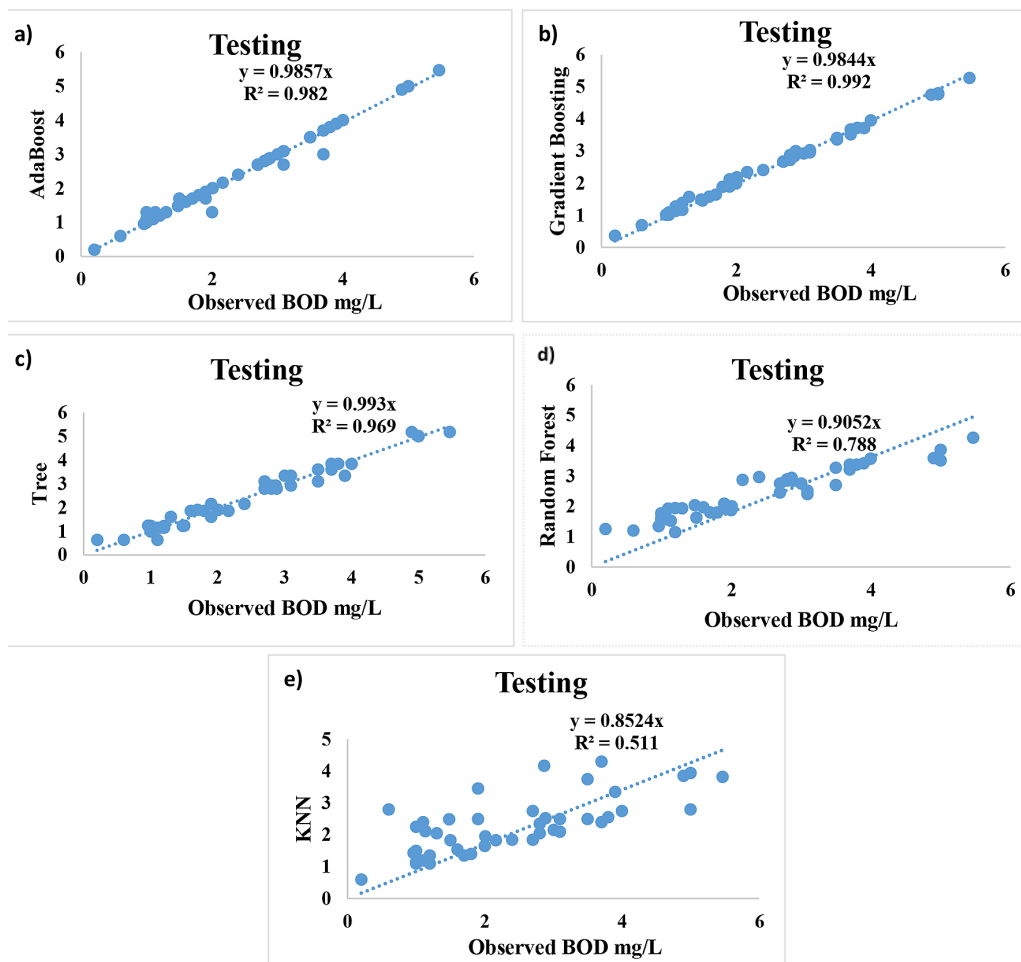 a)
Testing
y = 0.9857x
R² = 0.982
AdaBoost
6
5
4
3
2
1
0
0 2 4 6
Observed BOD mg/L
b)
Testing
y = 0.9844x
R² = 0.992
Gradient Boosting
6
5
4
3
2
1
0
0 2 4 6
Observed BOD mg/L
c)
Testing
y = 0.993x
R² = 0.969
Tree
6
5
4
3
2
1
0
0 1 2 3 4 5 6
Observed BOD mg/L
d)
Testing
y = 0.9052x
R² = 0.788
Random Forest
6
5
4
3
2
1
0
0 2 4 6
Observed BOD mg/L
e)
Testing
y = 0.8524x
R² = 0.511
KNN
5
4
3
2
1
0
0 2 4 6
Observed BOD mg/L